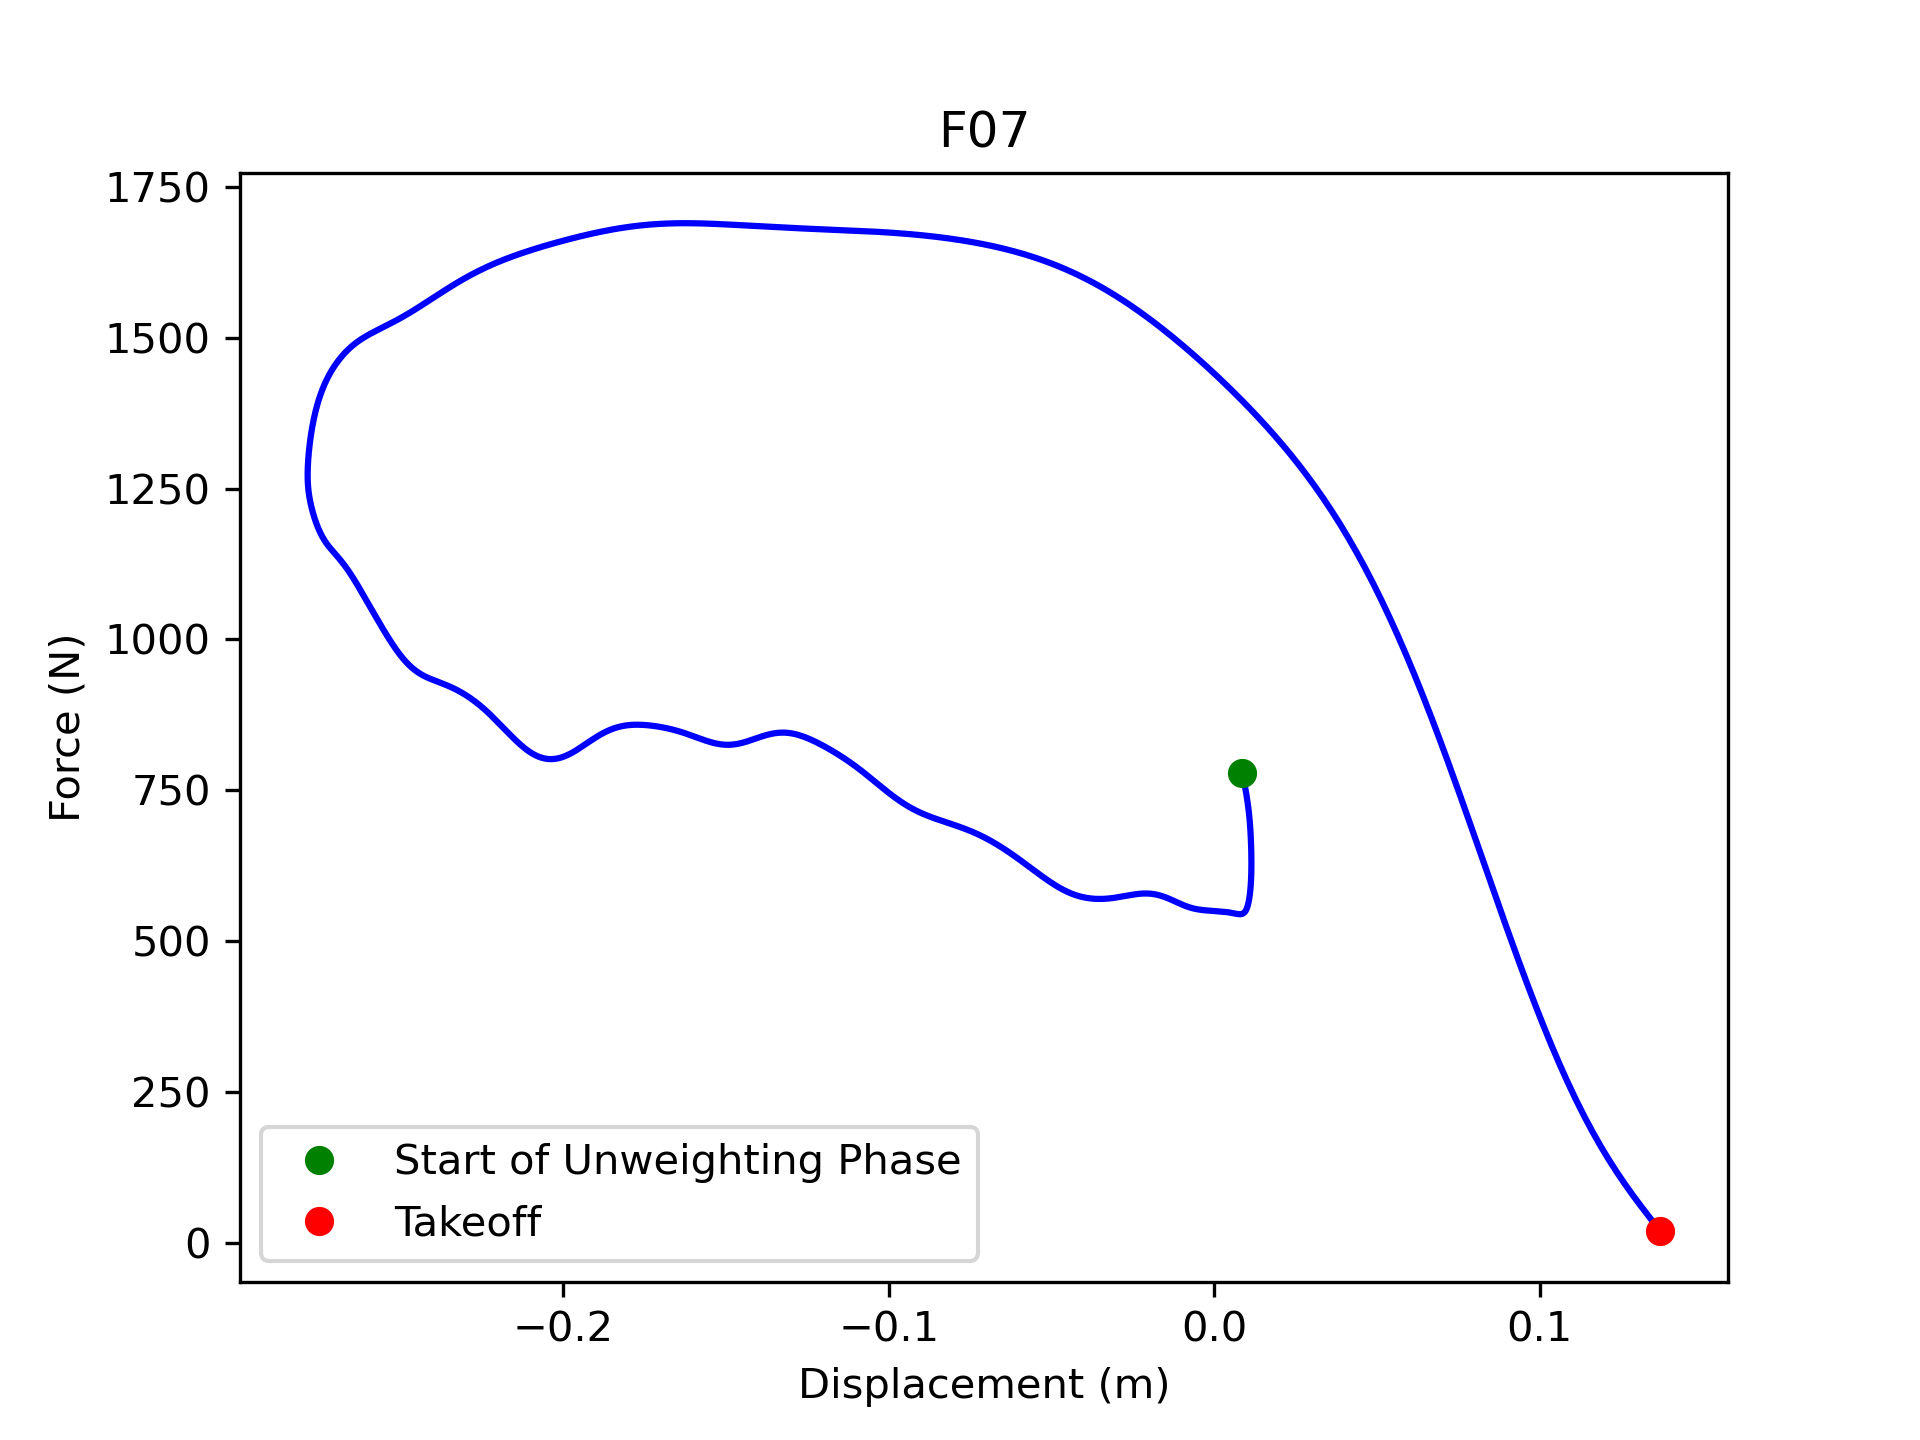 F07
1750
1500
1250
1000
750
500
250
0
Force (N)
Start of Unweighting Phase
Takeoff
−0.2 −0.1 0.0 0.1
Displacement (m)